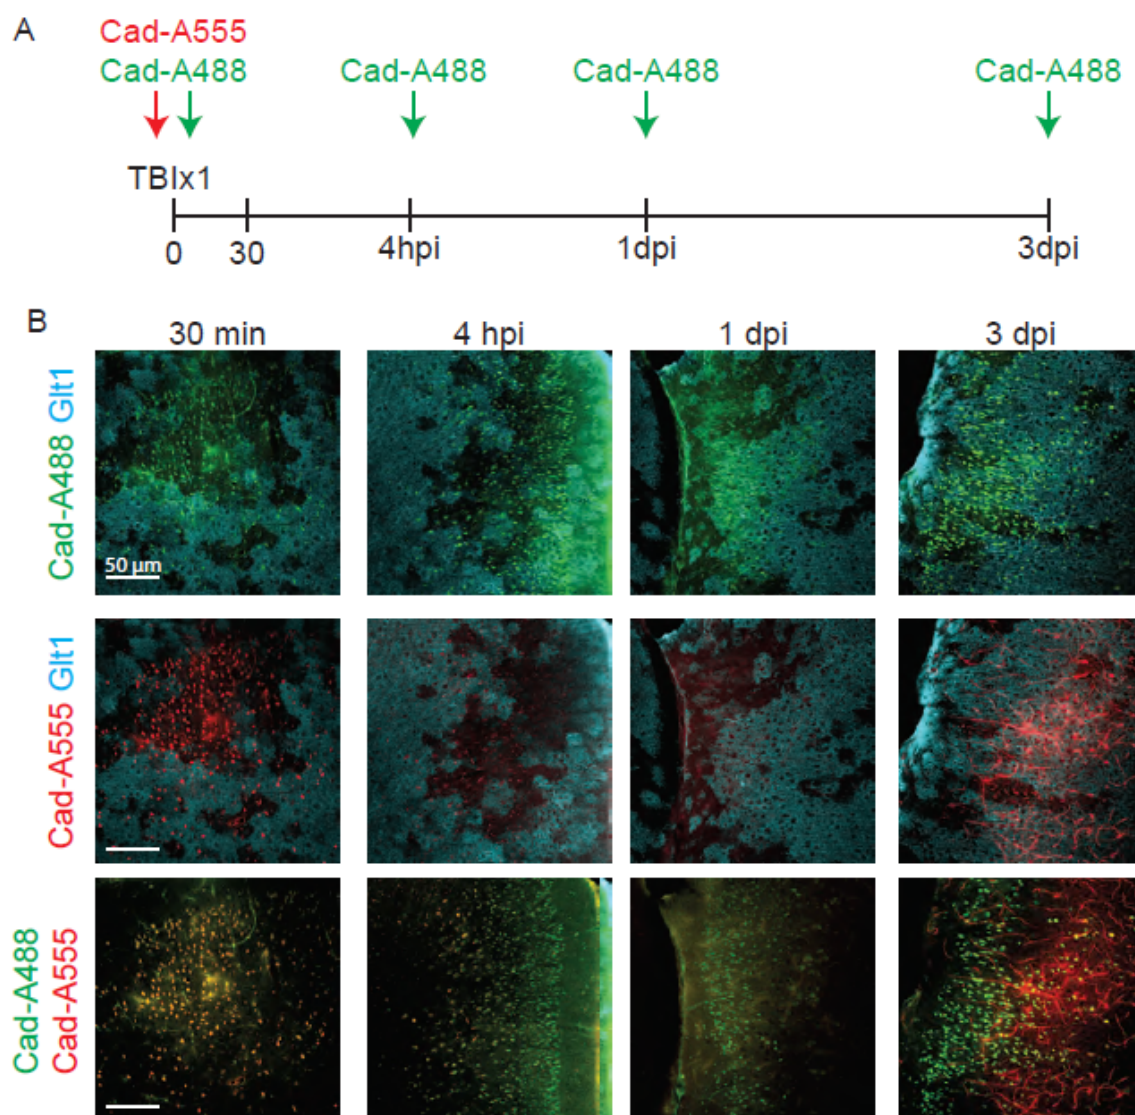 A
Cad-A555
Cad-A488 Cad-A488 Cad-A488 Cad-A488
TBIx1
0 30 4hpi 1dpi 3dpi
B
30 min 4 hpi 1 dpi 3 dpi
Cad-A488 Glt1
50 µm
Cad-A555 Glt1
Cad-A488
Cad-A555